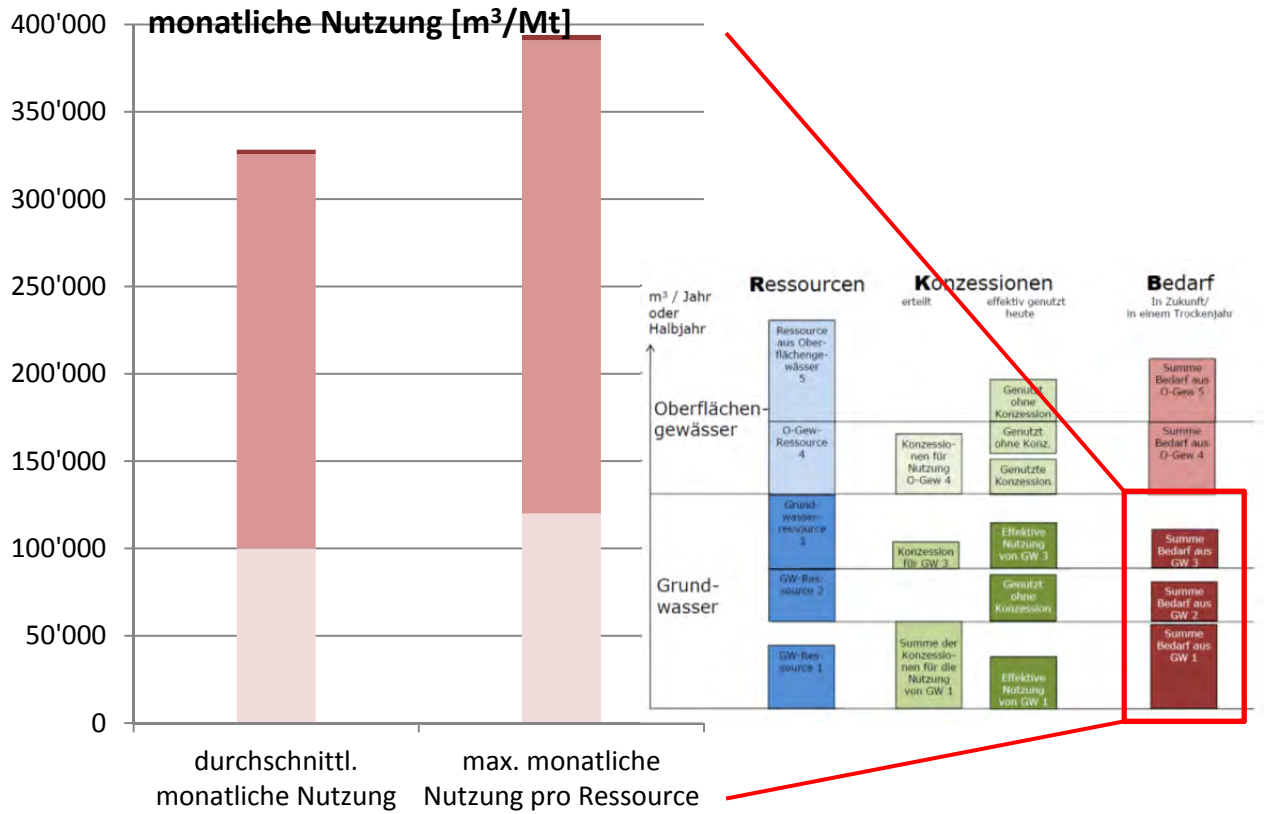 monatliche Nutzung [m³/Mt]
400'000
350'000
300'000
250'000
200'000
150'000
100'000
50'000
0
durchschnittl.
monatliche Nutzung
max. monatliche
Nutzung pro Ressource
Ressourcen
Konzessionen
erteilt
effektiv genutzt
heute
Bedarf
In Zukunft/
in einem Trockenjahr
m³ / Jahr
oder
Halbjahr
Oberflächen-
gewässer
Grund-
wasser
Ressource
aus Ober-
flächenge-
wässer
5
O-Gew-
Ressource
4
Grund-
wasser-
ressource
3
GW-Res-
source 2
GW-Res-
source 1
Konzessio-
nen für
Nutzung
O-Gew 4
Konzession
für GW 3
Summe der
Konzessio-
nen für die
Nutzung
von GW 1
Genutzt
ohne
Konzession
Genutzt
ohne Konz.
Genutzte
Konzession
Effektive
Nutzung
von GW 3
Genutzt
ohne
Konzession
Effektive
Nutzung
von GW 1
Summe
Bedarf aus
O-Gew 5
Summe
Bedarf aus
O-Gew 4
Summe
Bedarf aus
GW 3
Summe
Bedarf aus
GW 2
Summe
Bedarf aus
GW 1